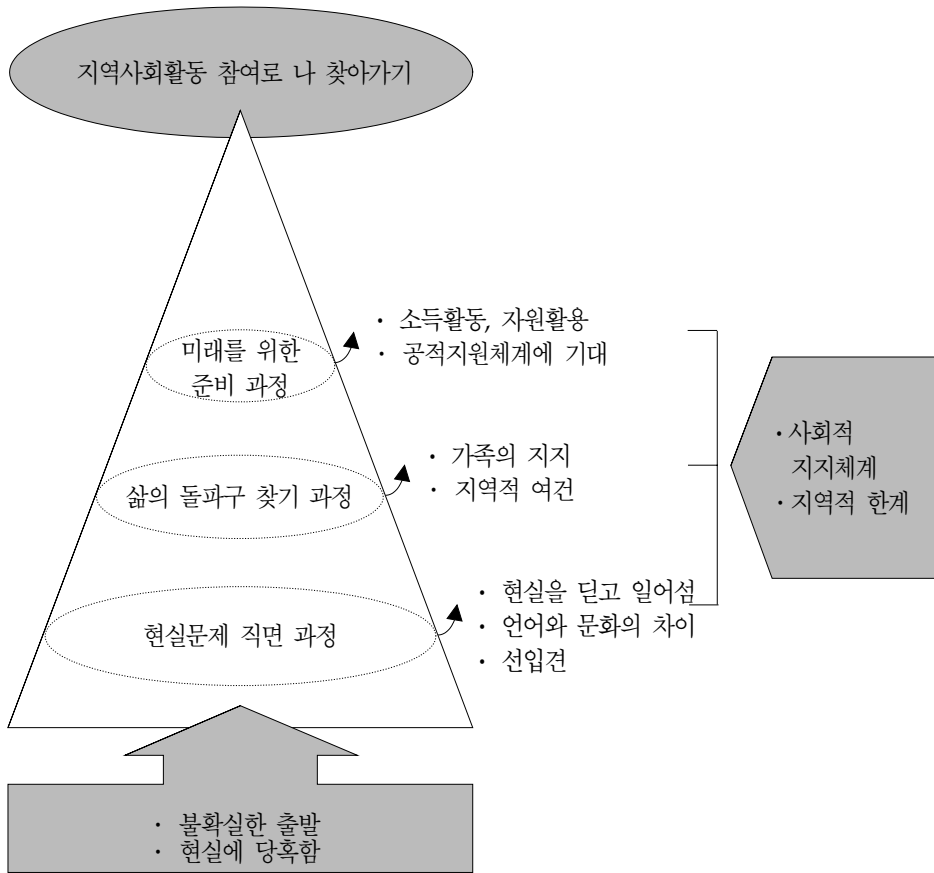 지역사회활동 참여로 나 찾아가기
· 소득활동, 자원활용
· 공적지원체계에 기대
미래를 위한
준비 과정
· 가족의 지지
· 지역적 여건
삶의 돌파구 찾기 과정
· 사회적
지지체계
· 지역적 한계
· 현실을 딛고 일어섬
· 언어와 문화의 차이
· 선입견
현실문제 직면 과정
· 불확실한 출발
· 현실에 당혹함